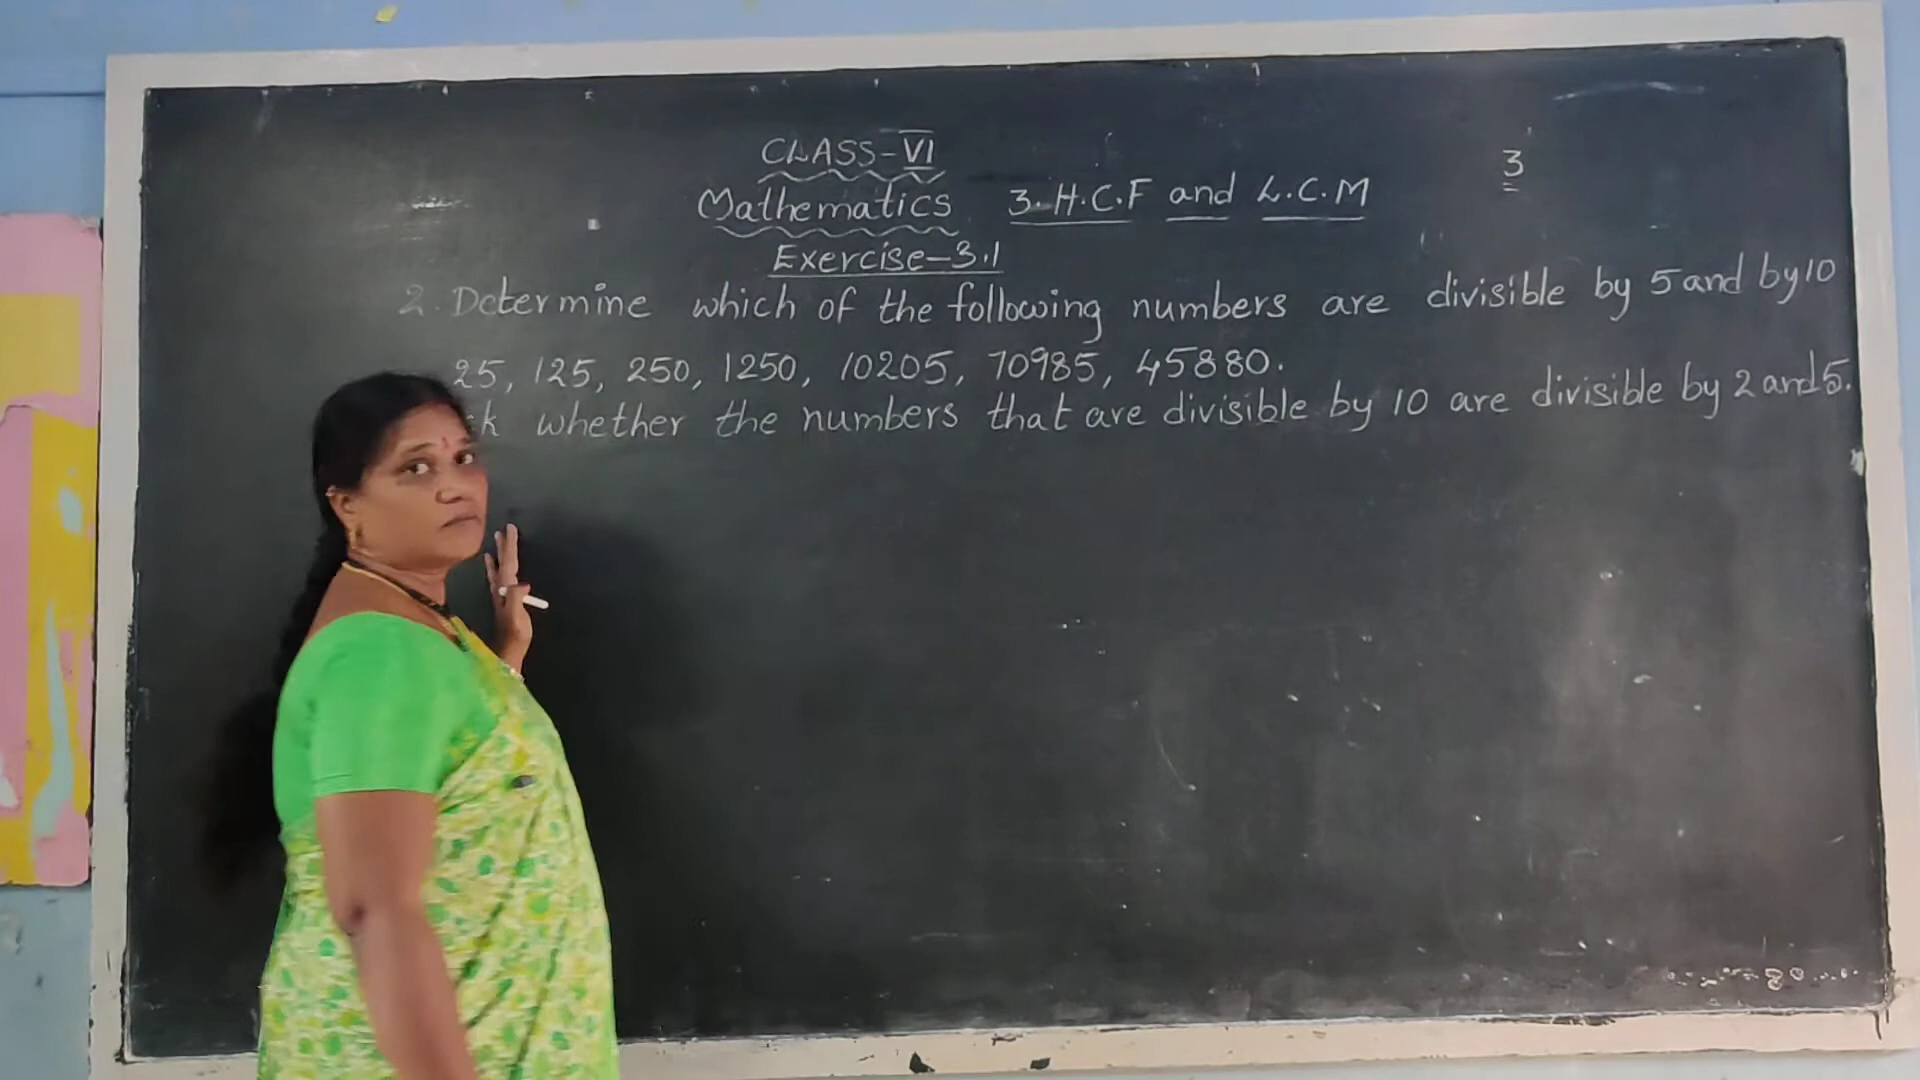 CLASS-VI
Mathematics 3. H.C.F and L.C.M 3
Exercise-3.1
2. Determine which of the following numbers are divisible by 5 and by 10
25, 125, 250, 1250, 10205, 70985, 45880.
k whether the numbers that are divisible by 10 are divisible by 2 and 5.